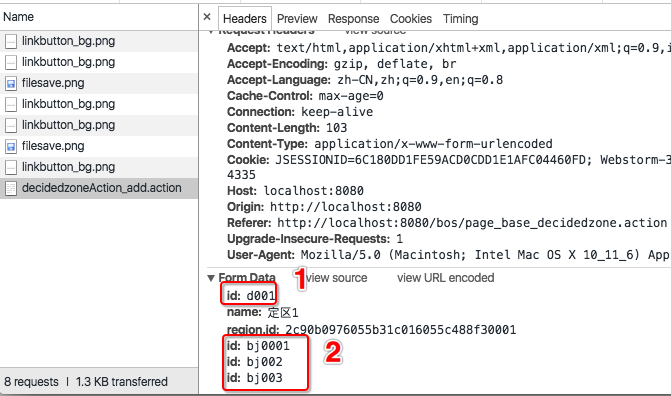 Name
× Headers Preview Response Cookies Timing
Request Headers view source
linkbutton_bg.png
linkbutton_bg.png
filesave.png
linkbutton_bg.png
linkbutton_bg.png
filesave.png
linkbutton_bg.png
decidedzoneAction_add.action
8 requests | 1.3 KB transferred
Accept: text/html,application/xhtml+xml,application/xml;q=0.9,i
Accept-Encoding: gzip, deflate, br
Accept-Language: zh-CN,zh;q=0.9,en;q=0.8
Cache-Control: max-age=0
Connection: keep-alive
Content-Length: 103
Content-Type: application/x-www-form-urlencoded
Cookie: JSESSIONID=6C180DD1FE59ACD0CDD1E1AFC04460FD; Webstorm-3
4335
Host: localhost:8080
Origin: http://localhost:8080
Referer: http://localhost:8080/bos/page_base_decidedzone.action
Upgrade-Insecure-Requests: 1
User-Agent: Mozilla/5.0 (Macintosh; Intel Mac OS X 10_11_6) App
Form Data view source view URL encoded
1
id: d001
name: 定区1
region.id: 2c90b0976055b31c016055c488f30001
id: bj0001
id: bj002
id: bj003
2